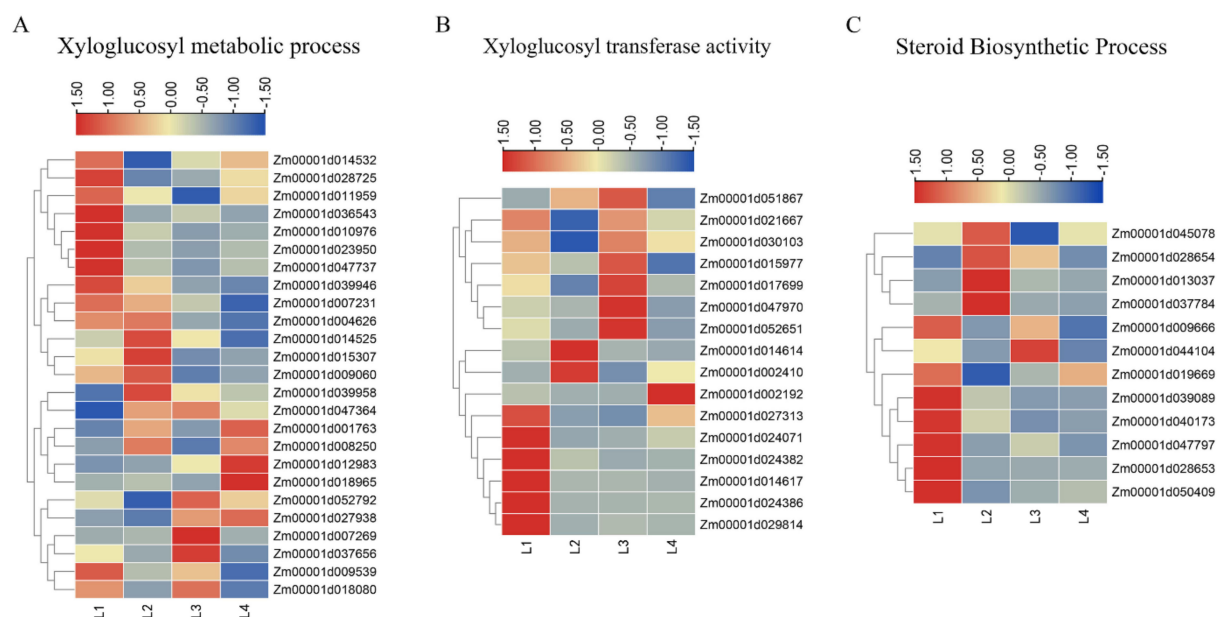 A
Xyloglucosyl metabolic process
1.50
1.00
0.50
0.00
-0.50
-1.00
-1.50
Zm00001d014532
Zm00001d028725
Zm00001d011959
Zm00001d036543
Zm00001d010976
Zm00001d023950
Zm00001d047737
Zm00001d039946
Zm00001d007231
Zm00001d004626
Zm00001d014525
Zm00001d015307
Zm00001d009060
Zm00001d039958
Zm00001d047364
Zm00001d001763
Zm00001d008250
Zm00001d012983
Zm00001d018965
Zm00001d052792
Zm00001d027938
Zm00001d007269
Zm00001d037656
Zm00001d009539
Zm00001d018080
L1
L2
L3
L4
B
Xyloglucosyl transferase activity
1.50
1.00
0.50
0.00
-0.50
-1.00
-1.50
Zm00001d051867
Zm00001d021667
Zm00001d030103
Zm00001d015977
Zm00001d017699
Zm00001d047970
Zm00001d052651
Zm00001d014614
Zm00001d002410
Zm00001d002192
Zm00001d027313
Zm00001d024071
Zm00001d024382
Zm00001d014617
Zm00001d024386
Zm00001d029814
L1
L2
L3
L4
C
Steroid Biosynthetic Process
1.50
1.00
0.50
0.00
-0.50
-1.00
-1.50
Zm00001d045078
Zm00001d028654
Zm00001d013037
Zm00001d037784
Zm00001d009666
Zm00001d044104
Zm00001d019669
Zm00001d039089
Zm00001d040173
Zm00001d047797
Zm00001d028653
Zm00001d050409
L1
L2
L3
L4